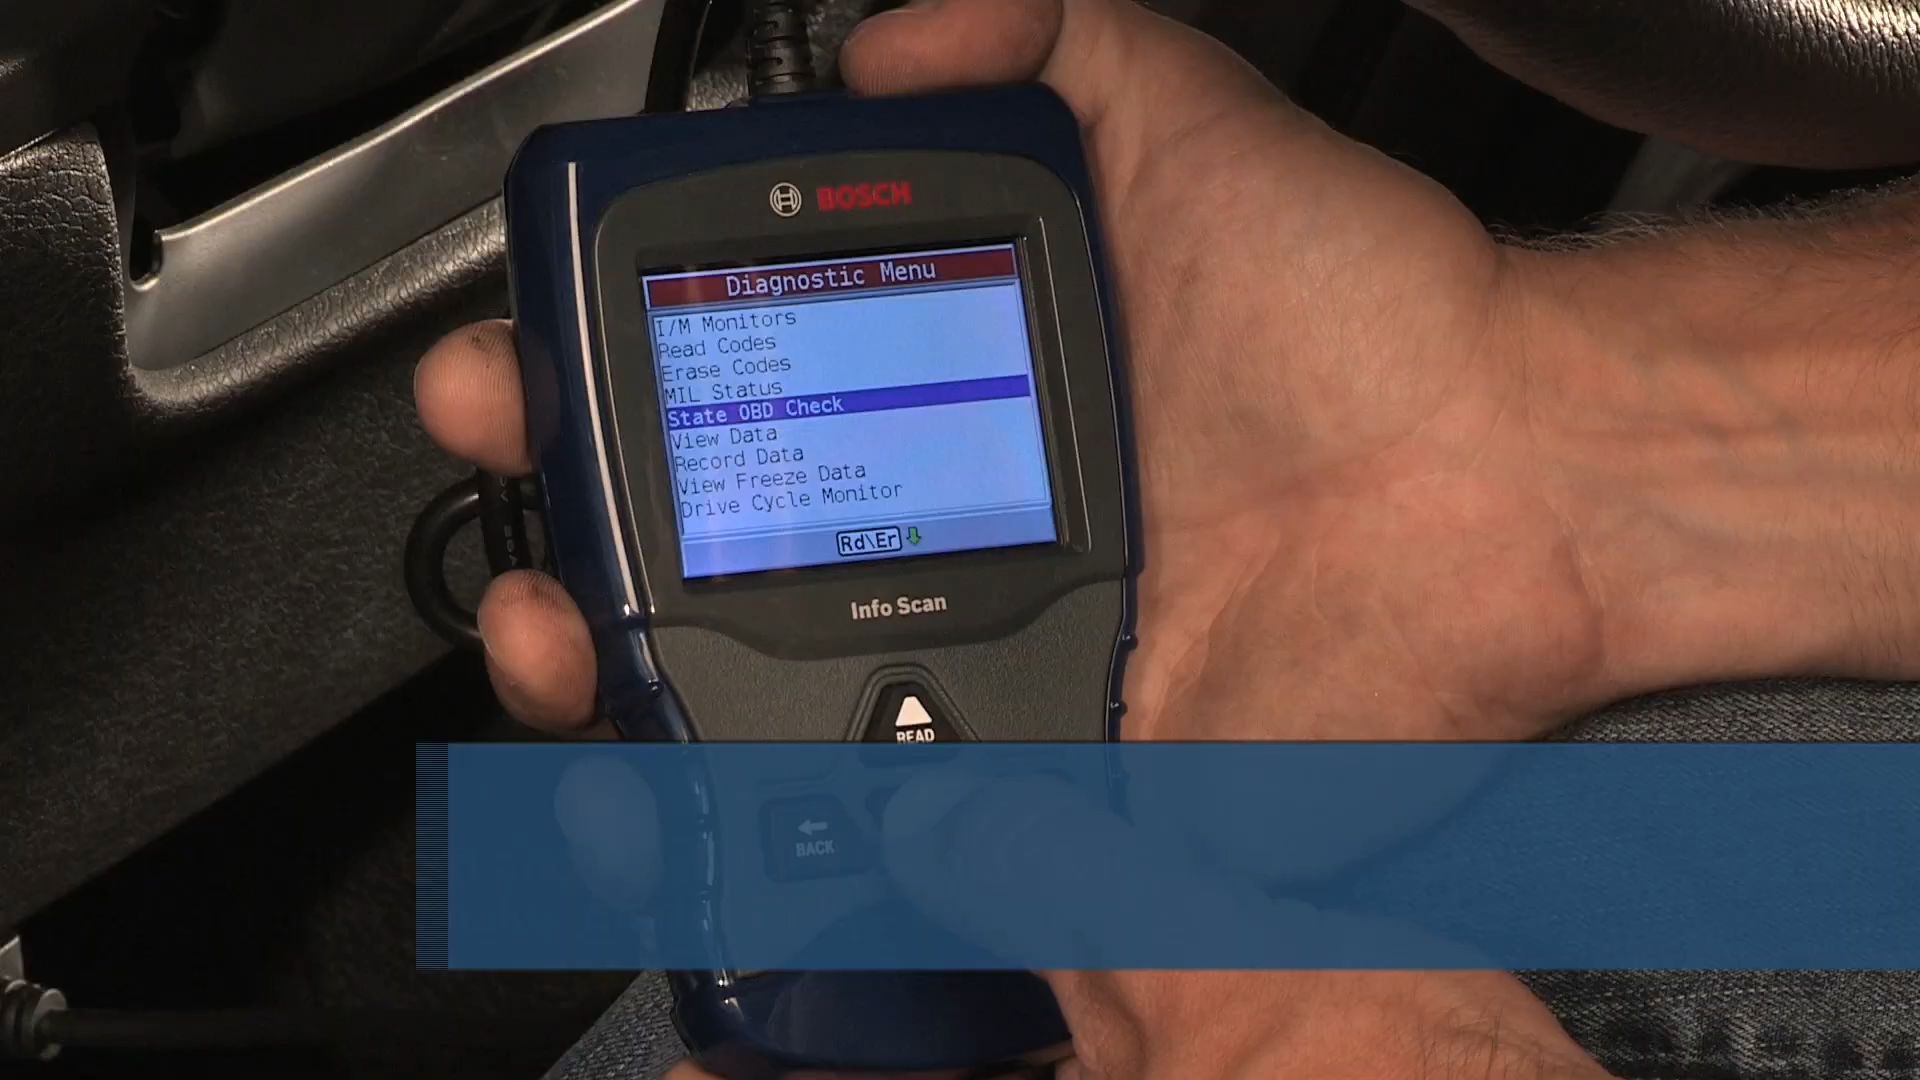 BOSCH
Diagnostic Menu
I/M Monitors
Read Codes
Erase Codes
MIL Status
State OBD Check
View Data
Record Data
View Freeze Data
Drive Cycle Monitor
Rd\Er
Info Scan
READ
BACK